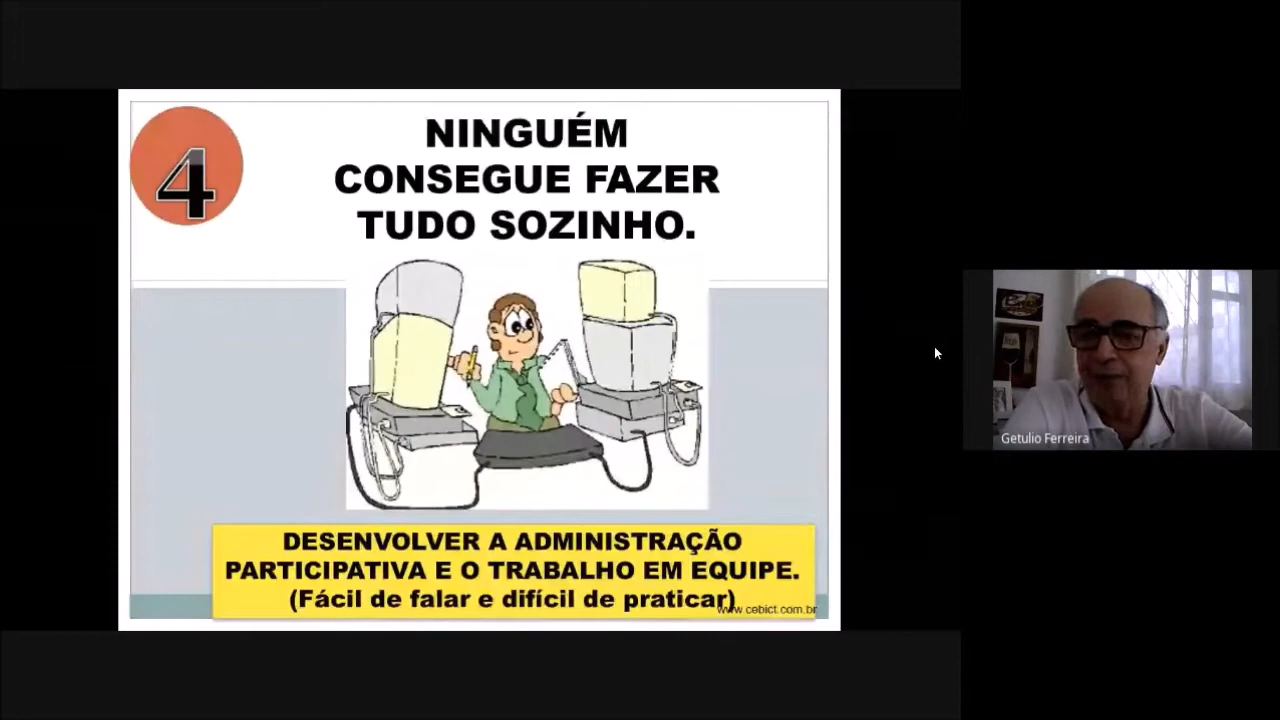 4
NINGUÉM
CONSEGUE FAZER
TUDO SOZINHO.
DESENVOLVER A ADMINISTRAÇÃO
PARTICIPATIVA E O TRABALHO EM EQUIPE.
(Fácil de falar e difícil de praticar)
www.cebict.com.br
Getulio Ferreira